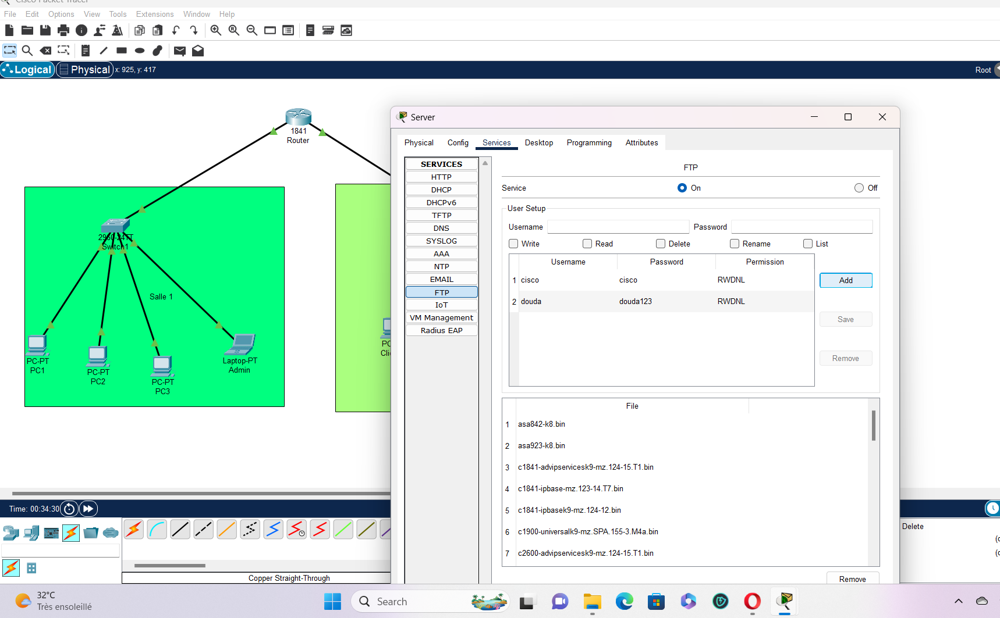 Cisco Packet Tracer
File Edit Options View Tools Extensions Window Help
Logical Physical x: 925, y: 417 Root
1841
Router
2960-24TT
Switch1
Salle 1
PC-PT
PC1
PC-PT
PC2
PC-PT
PC3
Laptop-PT
Admin
PC
Clie
Server
Physical Config Services Desktop Programming Attributes
SERVICES
HTTP
DHCP
DHCPv6
TFTP
DNS
SYSLOG
AAA
NTP
EMAIL
FTP
IoT
VM Management
Radius EAP
FTP
Service On Off
User Setup
Username Password
Write Read Delete Rename List
Username Password Permission
1 cisco cisco RWDNL
2 douda douda123 RWDNL
Add
Save
Remove
File
1 asa842-k8.bin
2 asa923-k8.bin
3 c1841-advipservicesk9-mz.124-15.T1.bin
4 c1841-ipbase-mz.123-14.T7.bin
5 c1841-ipbasek9-mz.124-12.bin
6 c1900-universalk9-mz.SPA.155-3.M4a.bin
7 c2600-advipservicesk9-mz.124-15.T1.bin
Remove
Time: 00:34:30
Copper Straight-Through
Delete
32°C
Très ensoleillé
Search